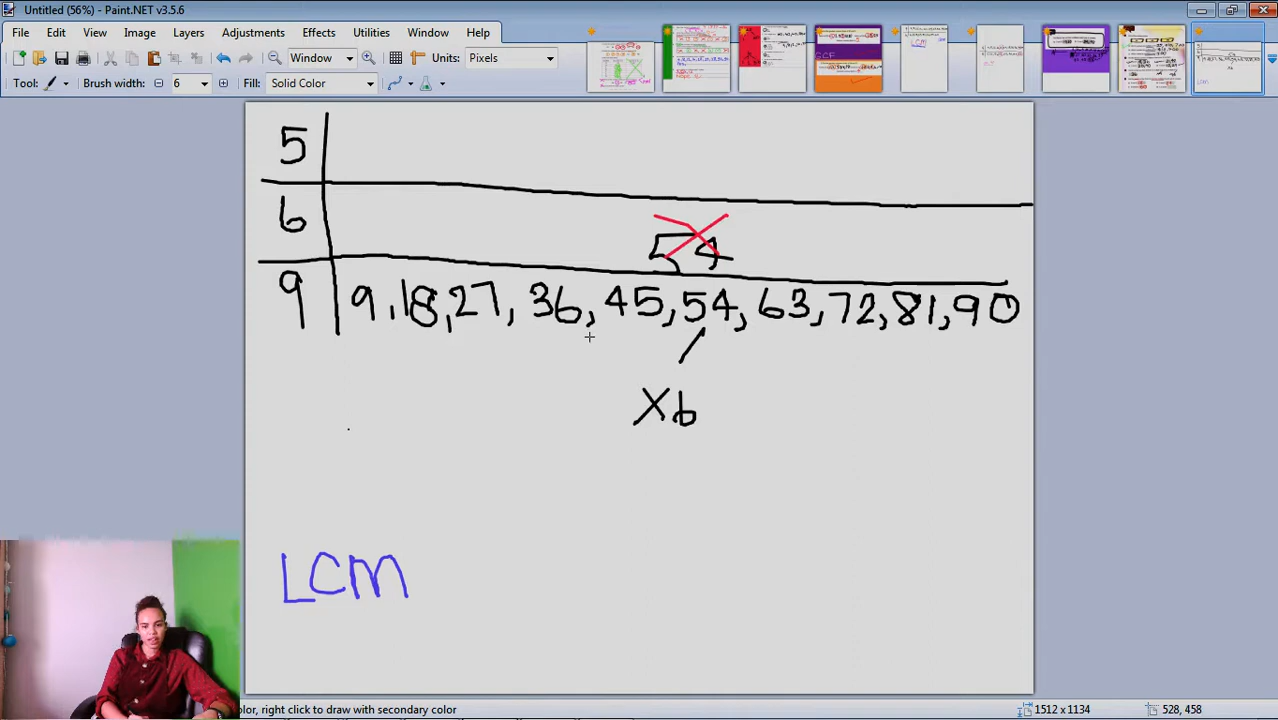 Untitled (56%) - Paint.NET v3.5.6
File Edit View Image Layers Adjustments Effects Utilities Window Help
Window Pixels
Tool: Brush width: 6 Fill: Solid Color
5
6
54
9 9, 18, 27, 36, 45, 54, 63, 72, 81, 90
X6
LCM
color, right click to draw with secondary color 1512 x 1134 528, 458